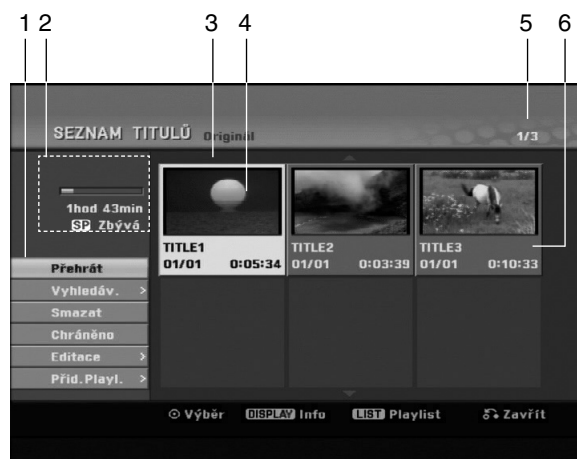 1 2 3 4 5 6
SEZNAM TITULŮ Originál 1/3
1hod 43min
SP Zbývá
TITLE1 TITLE2 TITLE3
01/01 0:05:34 01/01 0:03:39 01/01 0:10:33
Přehrát
Vyhledáv. >
Smazat
Chráněno
Editace >
Přid.Playl. >
Výběr DISPLAY Info LIST Playlist Zavřít